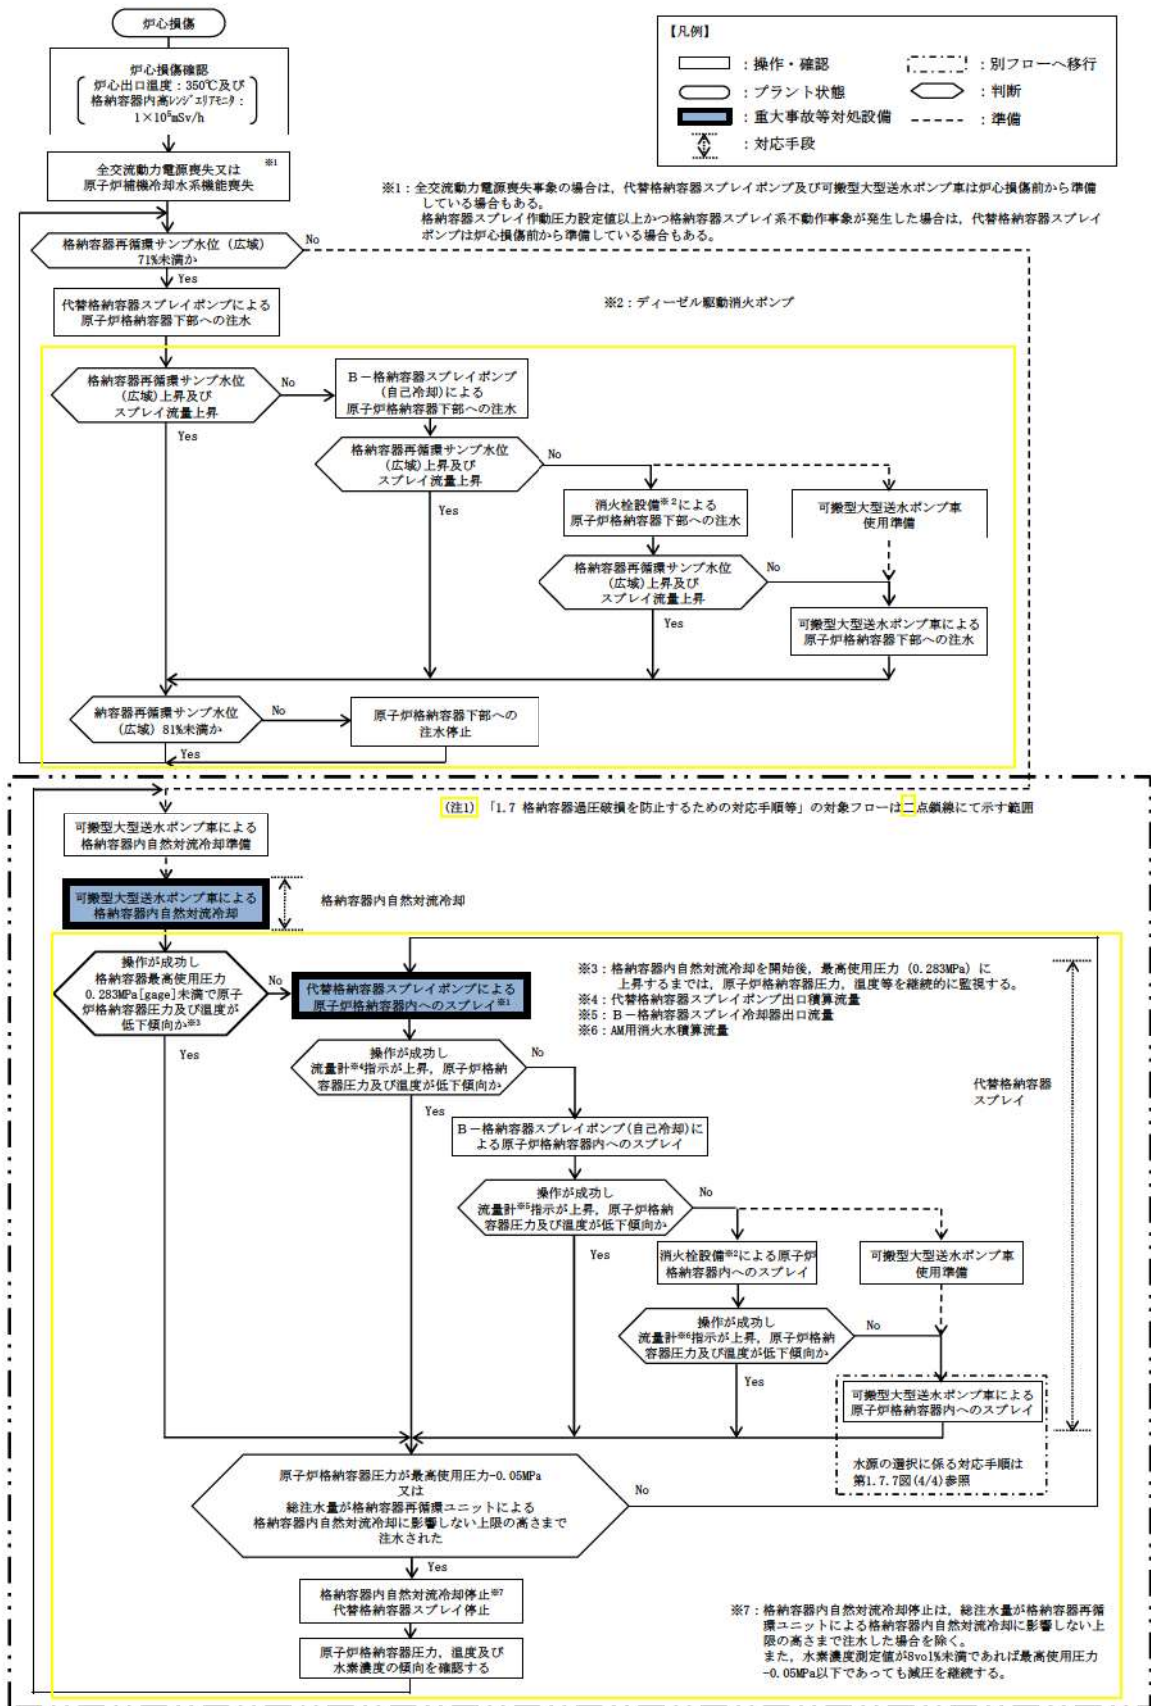 炉心損傷
【凡例】
：操作・確認
：別フローへ移行
：プラント状態
：判断
：重大事故等対処設備
：準備
：対応手段
炉心損傷確認
炉心出口温度：350℃及び
格納容器内高レンジエリアモニタ：
1×10⁵mSv/h
全交流動力電源喪失又は ※1
原子炉補機冷却水系機能喪失
※1：全交流動力電源喪失事象の場合は，代替格納容器スプレイポンプ及び可搬型大型送水ポンプ車は炉心損傷前から準備
している場合もある。
格納容器スプレイ作動圧力設定値以上かつ格納容器スプレイ系不動作事象が発生した場合は，代替格納容器スプレイ
ポンプは炉心損傷前から準備している場合もある。
格納容器再循環サンプ水位（広域）
71%未満か
No
Yes
代替格納容器スプレイポンプによる
原子炉格納容器下部への注水
※2：ディーゼル駆動消火ポンプ
格納容器再循環サンプ水位
（広域）上昇及び
スプレイ流量上昇
No
Yes
B－格納容器スプレイポンプ
（自己冷却）による
原子炉格納容器下部への注水
格納容器再循環サンプ水位
（広域）上昇及び
スプレイ流量上昇
No
Yes
消火栓設備※2による
原子炉格納容器下部への注水
可搬型大型送水ポンプ車
使用準備
格納容器再循環サンプ水位
（広域）上昇及び
スプレイ流量上昇
No
Yes
可搬型大型送水ポンプ車による
原子炉格納容器下部への注水
納容器再循環サンプ水位
（広域）81%未満か
No
Yes
原子炉格納容器下部への
注水停止
(注1) 「1.7 格納容器過圧破損を防止するための対応手順等」の対象フローは二点鎖線にて示す範囲
可搬型大型送水ポンプ車による
格納容器内自然対流冷却準備
可搬型大型送水ポンプ車による
格納容器内自然対流冷却
格納容器内自然対流冷却
操作が成功し
格納容器最高使用圧力
0.283MPa[gage]未満で原子
炉格納容器圧力及び温度が
低下傾向か※3
No
Yes
代替格納容器スプレイポンプによる
原子炉格納容器内へのスプレイ※1
※3：格納容器内自然対流冷却を開始後，最高使用圧力（0.283MPa）に
上昇するまでは，原子炉格納容器圧力，温度等を継続的に監視する。
※4：代替格納容器スプレイポンプ出口積算流量
※5：B－格納容器スプレイ冷却器出口流量
※6：AM用消火水積算流量
操作が成功し
流量計※4指示が上昇，原子炉格納
容器圧力及び温度が低下傾向か
No
Yes
代替格納容器
スプレイ
B－格納容器スプレイポンプ（自己冷却）に
よる原子炉格納容器内へのスプレイ
操作が成功し
流量計※5指示が上昇，原子炉格納
容器圧力及び温度が低下傾向か
No
Yes
消火栓設備※2による原子炉
格納容器内へのスプレイ
可搬型大型送水ポンプ車
使用準備
操作が成功し
流量計※6指示が上昇，原子炉格納
容器圧力及び温度が低下傾向か
No
Yes
可搬型大型送水ポンプ車による
原子炉格納容器内へのスプレイ
水源の選択に係る対応手順は
第1.7.7図(4/4)参照
原子炉格納容器圧力が最高使用圧力-0.05MPa
又は
総注水量が格納容器再循環ユニットによる
格納容器内自然対流冷却に影響しない上限の高さまで
注水された
No
Yes
格納容器内自然対流冷却停止※7
代替格納容器スプレイ停止
原子炉格納容器圧力，温度及び
水素濃度の傾向を確認する
※7：格納容器内自然対流冷却停止は，総注水量が格納容器再循
環ユニットによる格納容器内自然対流冷却に影響しない上
限の高さまで注水した場合を除く。
また，水素濃度測定値が8vol%未満であれば最高使用圧力
-0.05MPa以下であっても減圧を継続する。